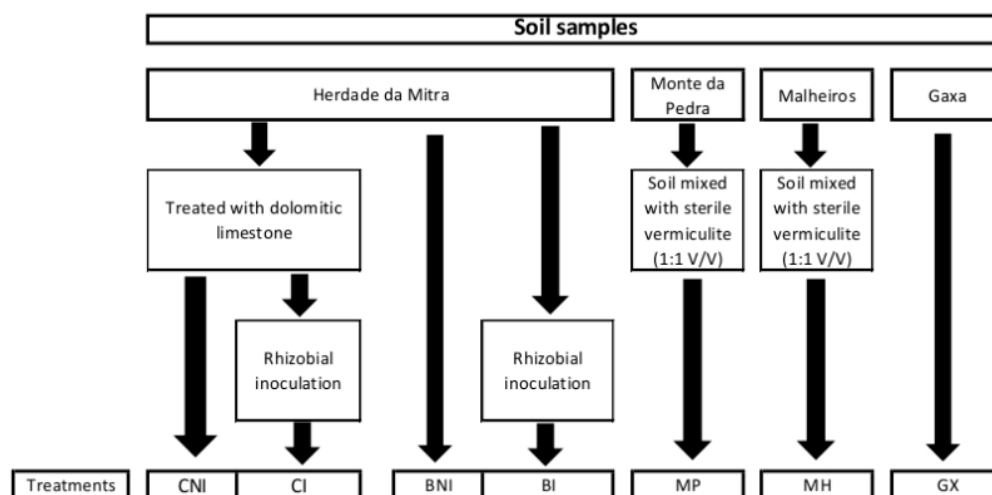 Soil samples
Herdade da Mitra
Monte da
Pedra
Malheiros
Gaxa
Treated with dolomitic
limestone
Soil mixed
with sterile
vermiculite
(1:1 V/V)
Soil mixed
with sterile
vermiculite
(1:1 V/V)
Rhizobial
inoculation
Rhizobial
inoculation
Treatments CNI CI BNI BI MP MH GX